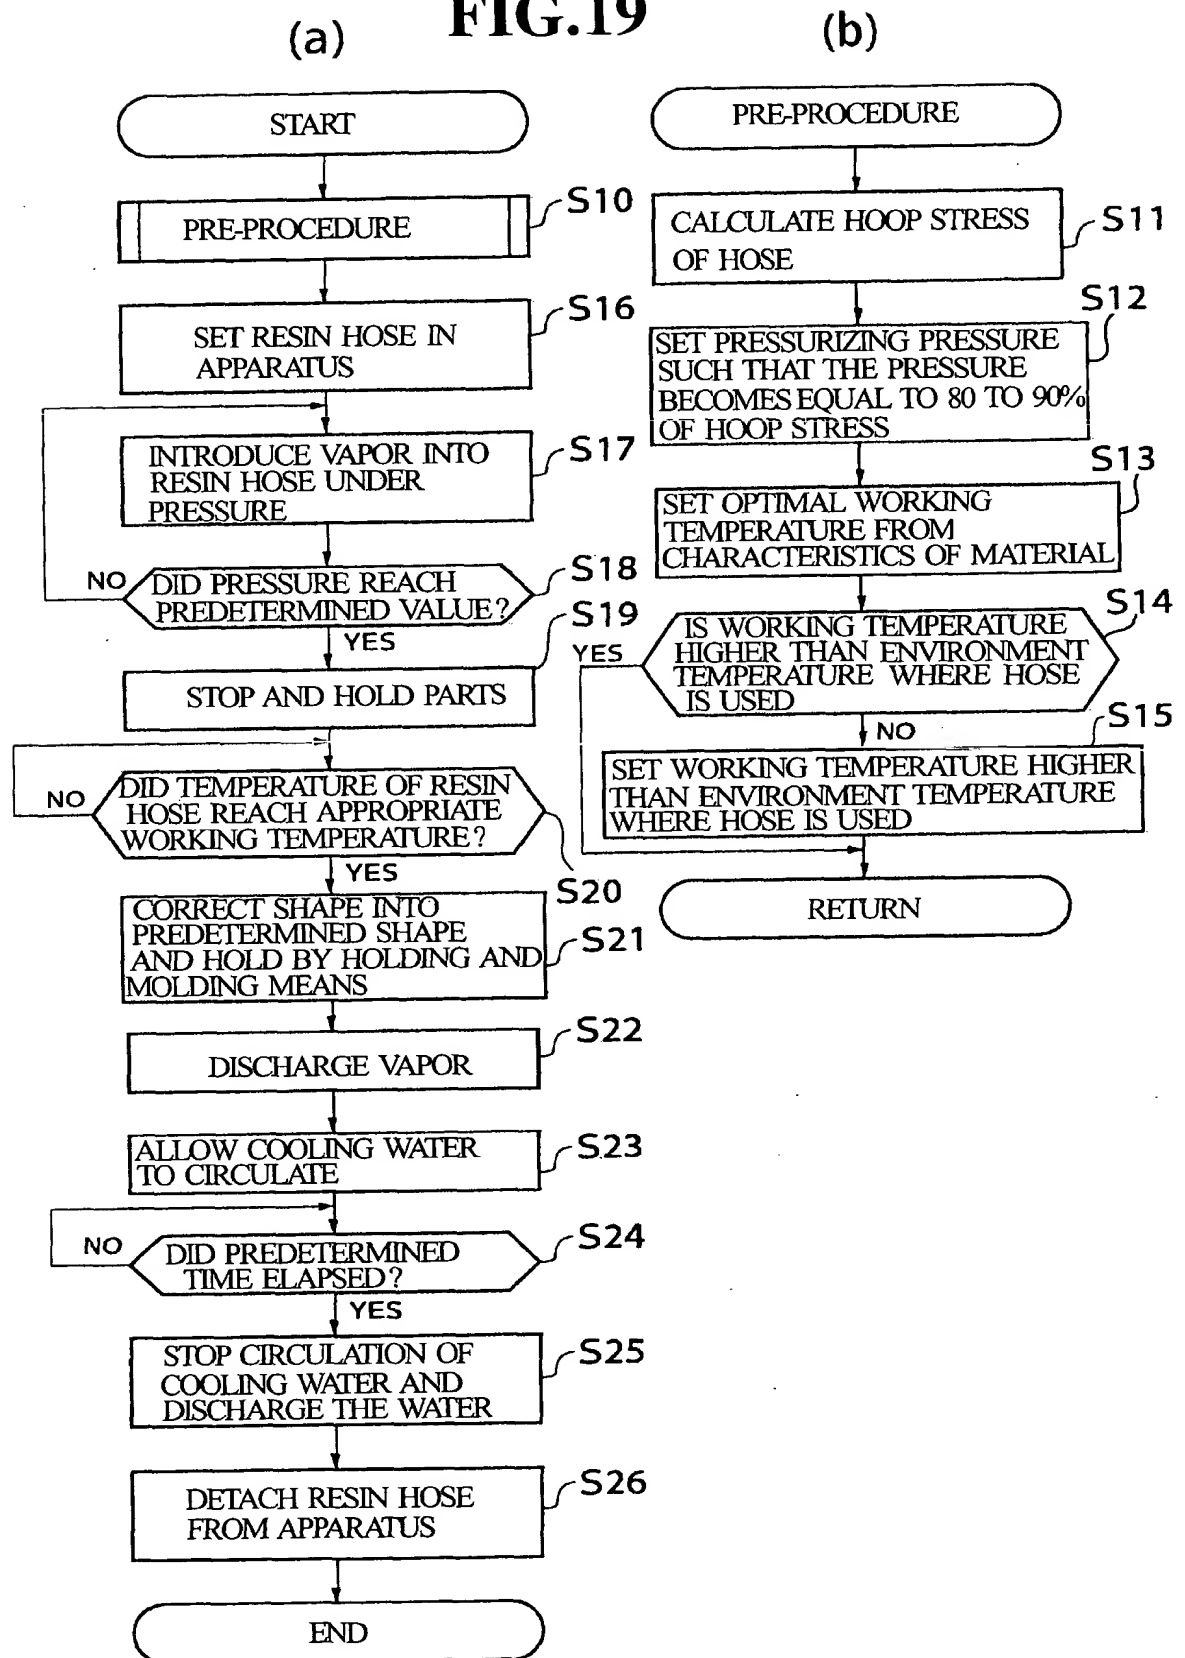 FIG.19
(a)
START
PRE-PROCEDURE
S10
SET RESIN HOSE IN
APPARATUS
S16
INTRODUCE VAPOR INTO
RESIN HOSE UNDER
PRESSURE
S17
DID PRESSURE REACH
PREDETERMINED VALUE?
S18
NO
YES
STOP AND HOLD PARTS
S19
DID TEMPERATURE OF RESIN
HOSE REACH APPROPRIATE
WORKING TEMPERATURE?
NO
S20
YES
CORRECT SHAPE INTO
PREDETERMINED SHAPE
AND HOLD BY HOLDING AND
MOLDING MEANS
S21
DISCHARGE VAPOR
S22
ALLOW COOLING WATER
TO CIRCULATE
S23
DID PREDETERMINED
TIME ELAPSED?
S24
NO
YES
STOP CIRCULATION OF
COOLING WATER AND
DISCHARGE THE WATER
S25
DETACH RESIN HOSE
FROM APPARATUS
S26
END
(b)
PRE-PROCEDURE
CALCULATE HOOP STRESS
OF HOSE
S11
SET PRESSURIZING PRESSURE
SUCH THAT THE PRESSURE
BECOMES EQUAL TO 80 TO 90%
OF HOOP STRESS
S12
SET OPTIMAL WORKING
TEMPERATURE FROM
CHARACTERISTICS OF MATERIAL
S13
IS WORKING TEMPERATURE
HIGHER THAN ENVIRONMENT
TEMPERATURE WHERE HOSE
IS USED
S14
YES
NO
SET WORKING TEMPERATURE HIGHER
THAN ENVIRONMENT TEMPERATURE
WHERE HOSE IS USED
S15
RETURN